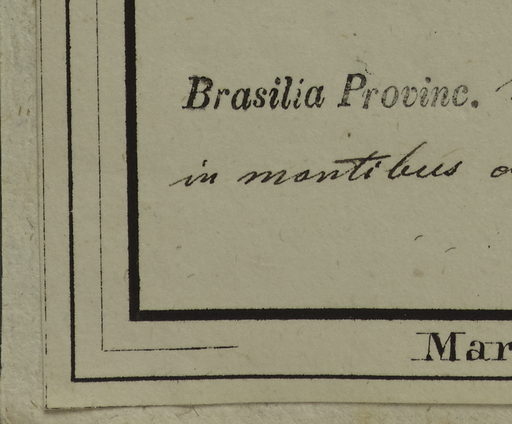 Brasilia Provinc.
in montibus
Mar